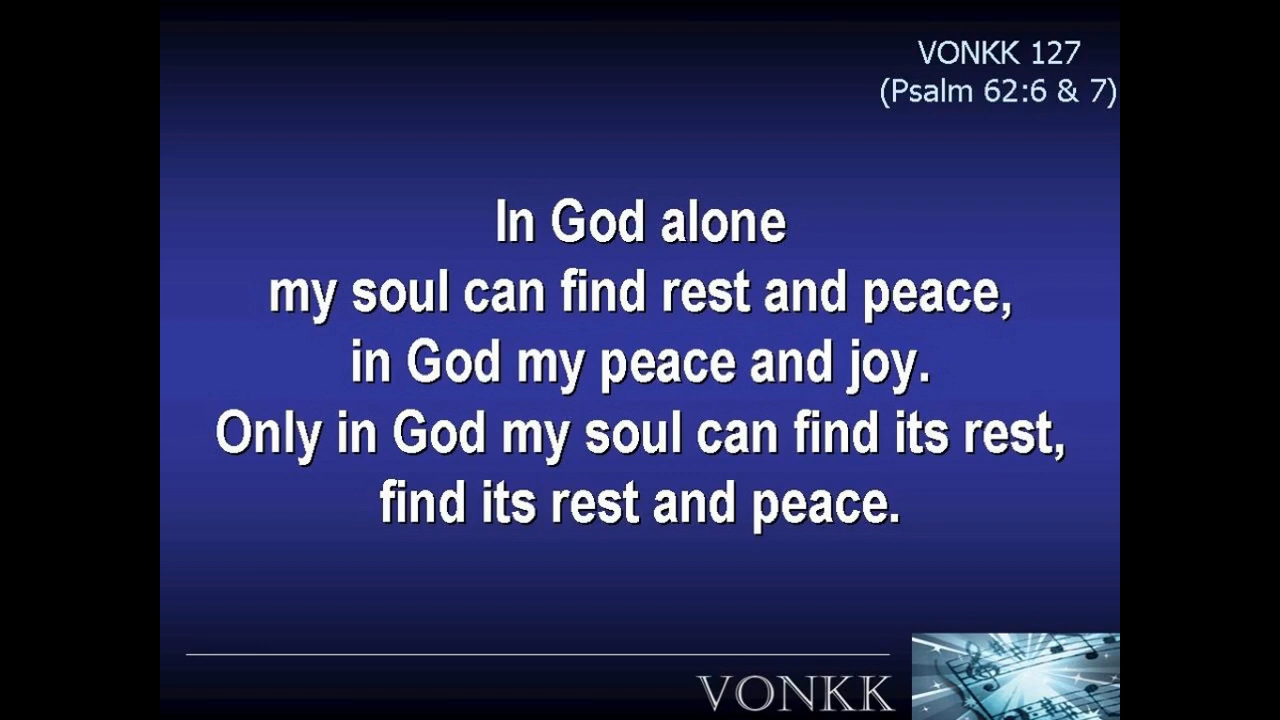 VONKK 127
(Psalm 62:6 & 7)
In God alone
my soul can find rest and peace,
in God my peace and joy.
Only in God my soul can find its rest,
find its rest and peace.
VONKK